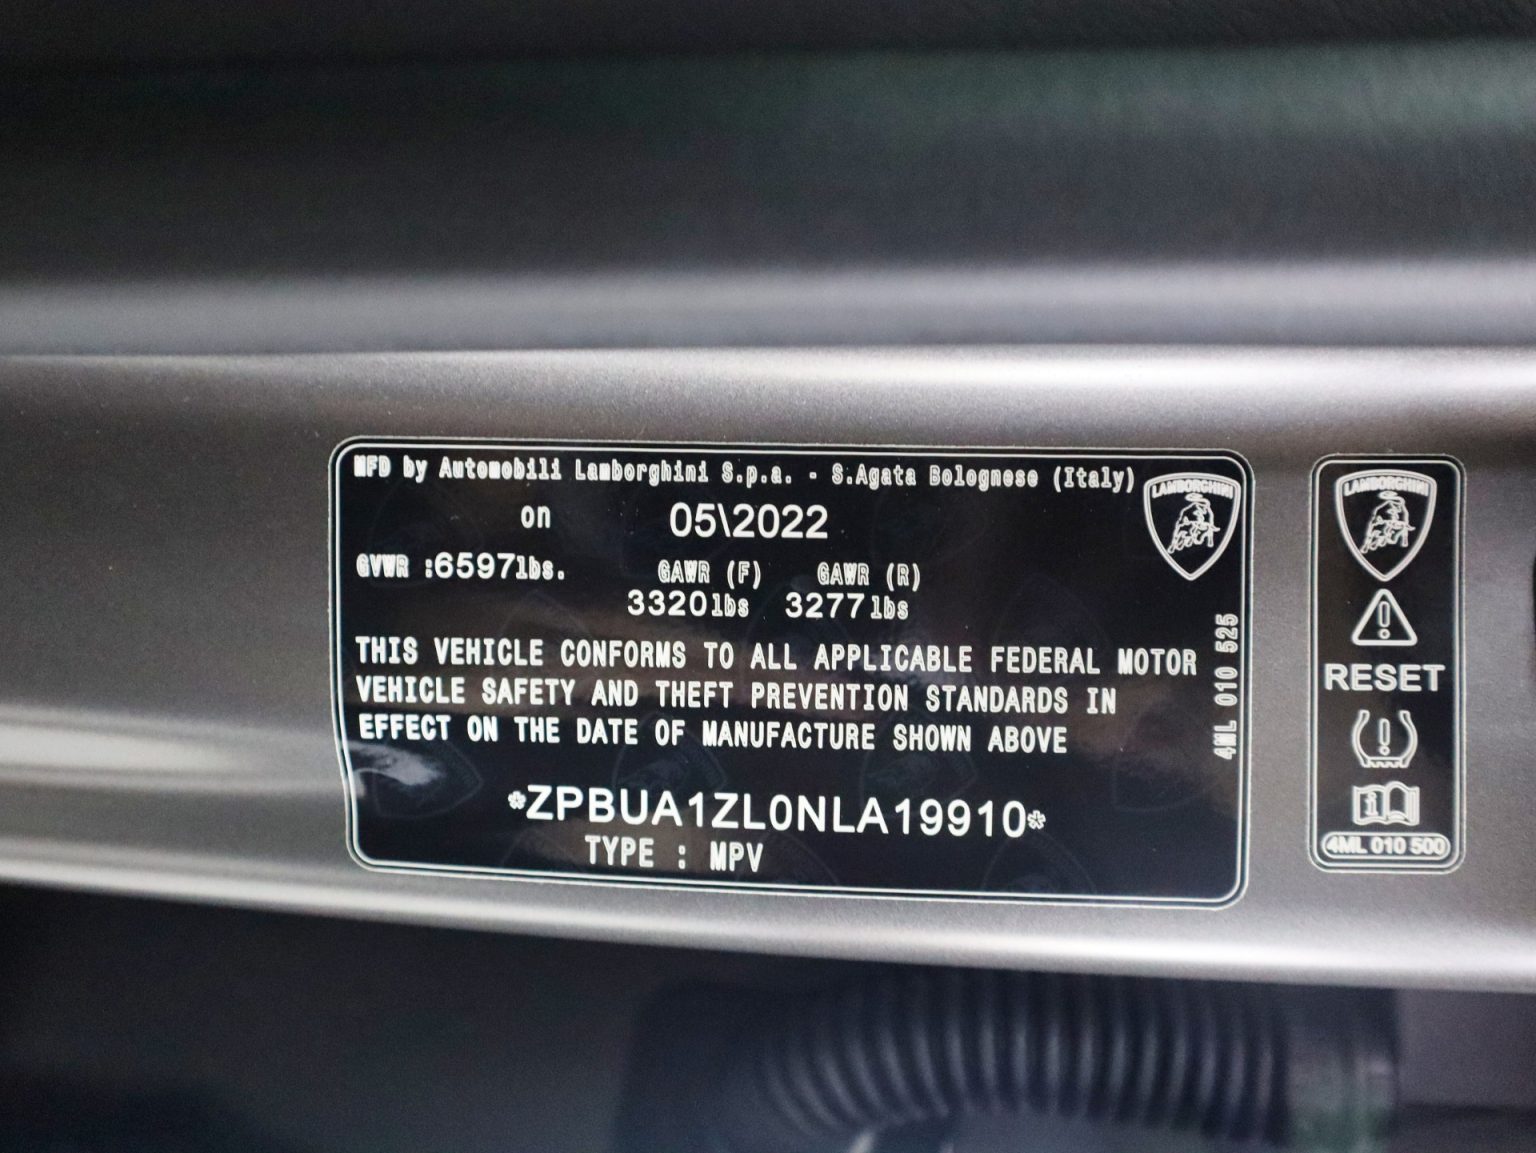 MFD by Automobili Lamborghini S.p.a. - S.Agata Bolognese (Italy)
on 05\2022
GVWR :6597lbs. GAWR (F) GAWR (R)
3320lbs 3277lbs
THIS VEHICLE CONFORMS TO ALL APPLICABLE FEDERAL MOTOR
VEHICLE SAFETY AND THEFT PREVENTION STANDARDS IN
EFFECT ON THE DATE OF MANUFACTURE SHOWN ABOVE
*ZPBUA1ZL0NLA19910*
TYPE : MPV
LAMBORGHINI
4ML 010 525
LAMBORGHINI
RESET
4ML 010 500